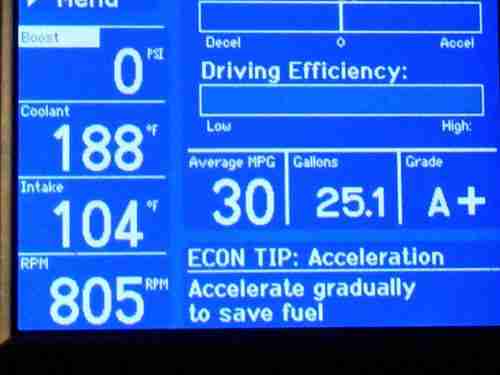 Menu
Boost
0 PSI
Coolant
188 °F
Intake
104 °F
RPM
805 RPM
Decel 0 Accel
Driving Efficiency:
Low High:
Average MPG Gallons Grade
30 25.1 A+
ECON TIP: Acceleration
Accelerate gradually
to save fuel